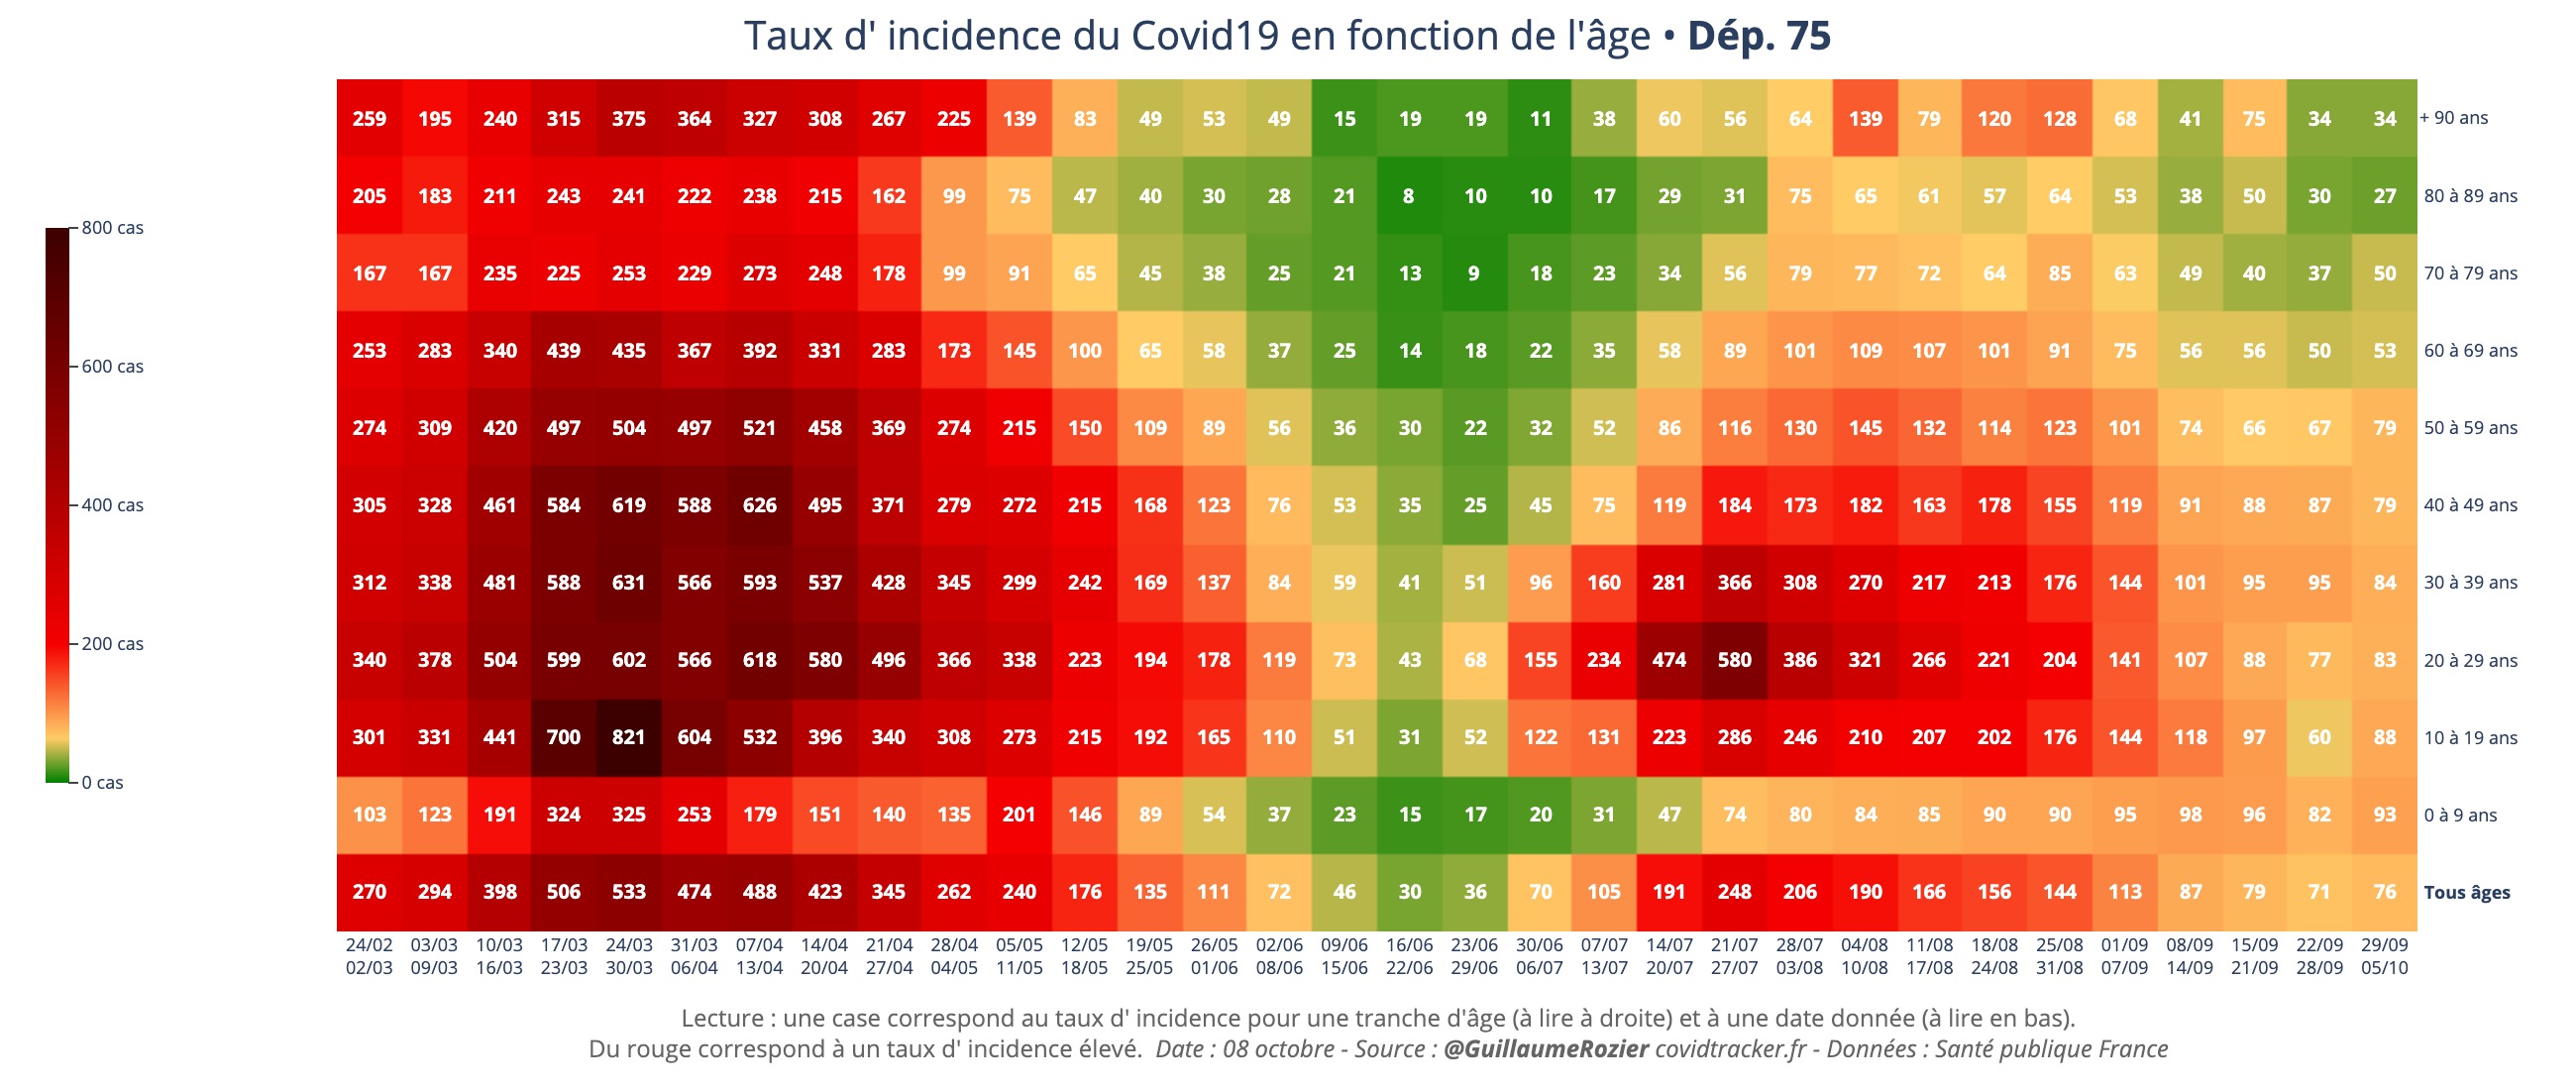 Taux d' incidence du Covid19 en fonction de l'âge • Dép. 75
800 cas
600 cas
400 cas
200 cas
0 cas
259 195 240 315 375 364 327 308 267 225 139 83 49 53 49 15 19 19 11 38 60 56 64 139 79 120 128 68 41 75 34 34 + 90 ans
205 183 211 243 241 222 238 215 162 99 75 47 40 30 28 21 8 10 10 17 29 31 75 65 61 57 64 53 38 50 30 27 80 à 89 ans
167 167 235 225 253 229 273 248 178 99 91 65 45 38 25 21 13 9 18 23 34 56 79 77 72 64 85 63 49 40 37 50 70 à 79 ans
253 283 340 439 435 367 392 331 283 173 145 100 65 58 37 25 14 18 22 35 58 89 101 109 107 101 91 75 56 56 50 53 60 à 69 ans
274 309 420 497 504 497 521 458 369 274 215 150 109 89 56 36 30 22 32 52 86 116 130 145 132 114 123 101 74 66 67 79 50 à 59 ans
305 328 461 584 619 588 626 495 371 279 272 215 168 123 76 53 35 25 45 75 119 184 173 182 163 178 155 119 91 88 87 79 40 à 49 ans
312 338 481 588 631 566 593 537 428 345 299 242 169 137 84 59 41 51 96 160 281 366 308 270 217 213 176 144 101 95 95 84 30 à 39 ans
340 378 504 599 602 566 618 580 496 366 338 223 194 178 119 73 43 68 155 234 474 580 386 321 266 221 204 141 107 88 77 83 20 à 29 ans
301 331 441 700 821 604 532 396 340 308 273 215 192 165 110 51 31 52 122 131 223 286 246 210 207 202 176 144 118 97 60 88 10 à 19 ans
103 123 191 324 325 253 179 151 140 135 201 146 89 54 37 23 15 17 20 31 47 74 80 84 85 90 90 95 98 96 82 93 0 à 9 ans
270 294 398 506 533 474 488 423 345 262 240 176 135 111 72 46 30 36 70 105 191 248 206 190 166 156 144 113 87 79 71 76 Tous âges
24/02 03/03 10/03 17/03 24/03 31/03 07/04 14/04 21/04 28/04 05/05 12/05 19/05 26/05 02/06 09/06 16/06 23/06 30/06 07/07 14/07 21/07 28/07 04/08 11/08 18/08 25/08 01/09 08/09 15/09 22/09 29/09
02/03 09/03 16/03 23/03 30/03 06/04 13/04 20/04 27/04 04/05 11/05 18/05 25/05 01/06 08/06 15/06 22/06 29/06 06/07 13/07 20/07 27/07 03/08 10/08 17/08 24/08 31/08 07/09 14/09 21/09 28/09 05/10
Lecture : une case correspond au taux d' incidence pour une tranche d'âge (à lire à droite) et à une date donnée (à lire en bas).
Du rouge correspond à un taux d' incidence élevé. Date : 08 octobre - Source : @GuillaumeRozier covidtracker.fr - Données : Santé publique France